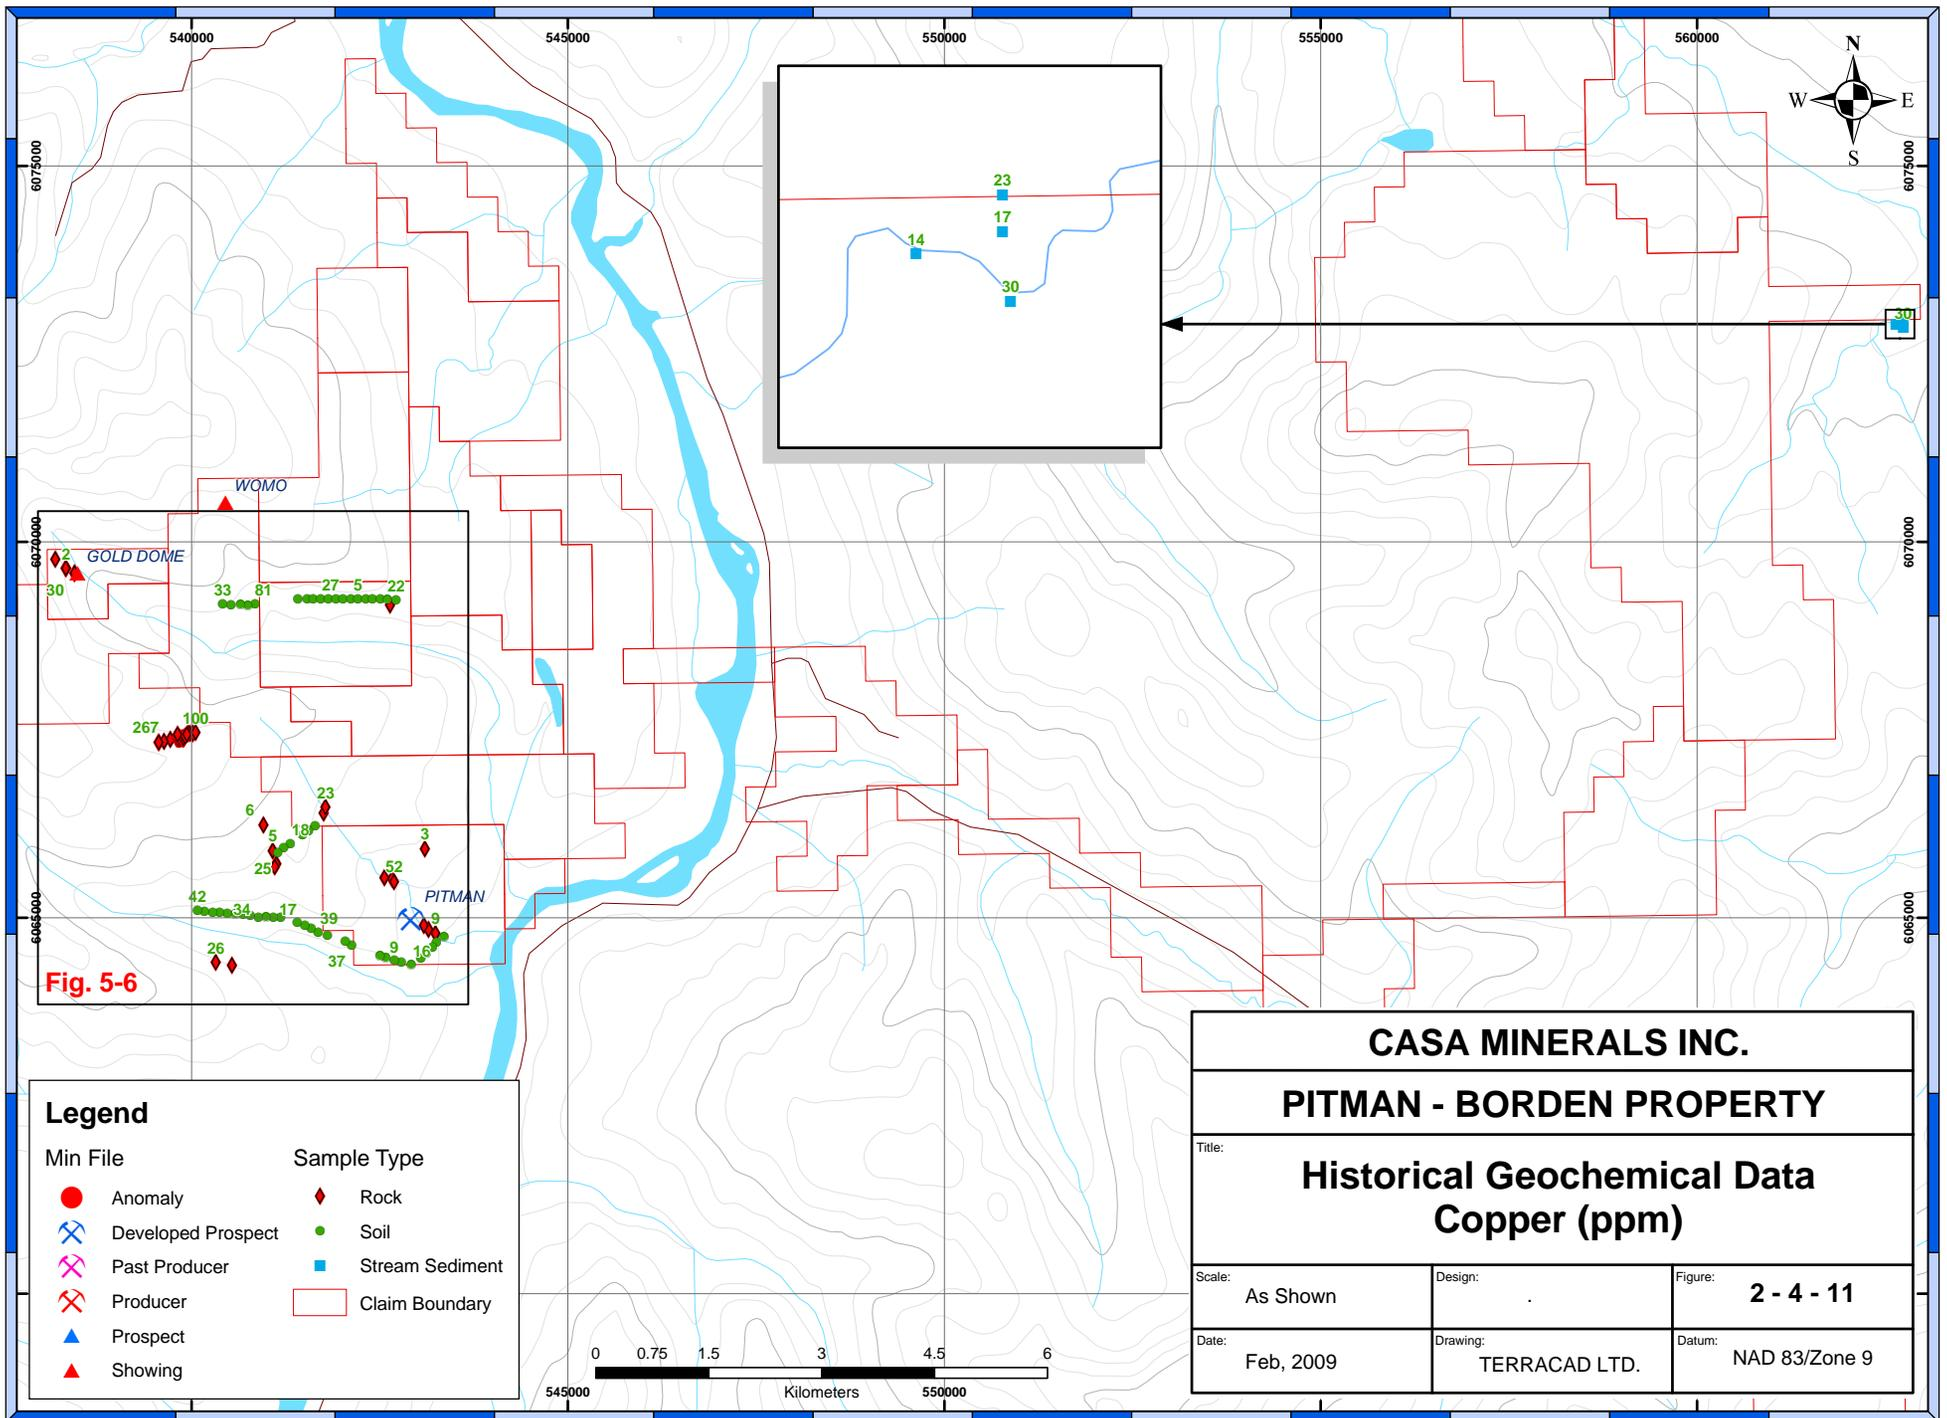 540000
545000
550000
555000
560000
N
W
E
S
6075000
6075000
23
17
14
30
30
WOMO
6070000
6070000
2
GOLD DOME
30
33
81
27
5
22
267
100
23
6
18
5
3
25
52
42
PITMAN
34
17
39
9
6065000
6065000
26
9
16
37
Fig. 5-6
Legend
Min File
Anomaly
Developed Prospect
Past Producer
Producer
Prospect
Showing
Sample Type
Rock
Soil
Stream Sediment
Claim Boundary
0 0.75 1.5 3 4.5 6
Kilometers
545000
550000
CASA MINERALS INC.
PITMAN - BORDEN PROPERTY
Title:
Historical Geochemical Data
Copper (ppm)
Scale:
As Shown
Design:
.
Figure:
2 - 4 - 11
Date:
Feb, 2009
Drawing:
TERRACAD LTD.
Datum:
NAD 83/Zone 9